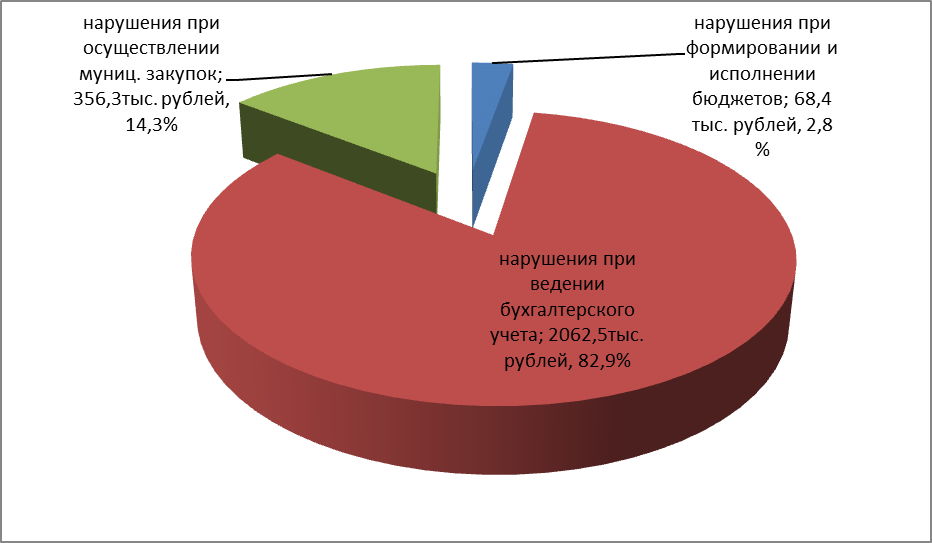 нарушения при
осуществлении
муниц. закупок;
356,3тыс. рублей,
14,3%
нарушения при
формировании и
исполнении
бюджетов; 68,4
тыс. рублей, 2,8
%
нарушения при
ведении
бухгалтерского
учета; 2062,5тыс.
рублей, 82,9%